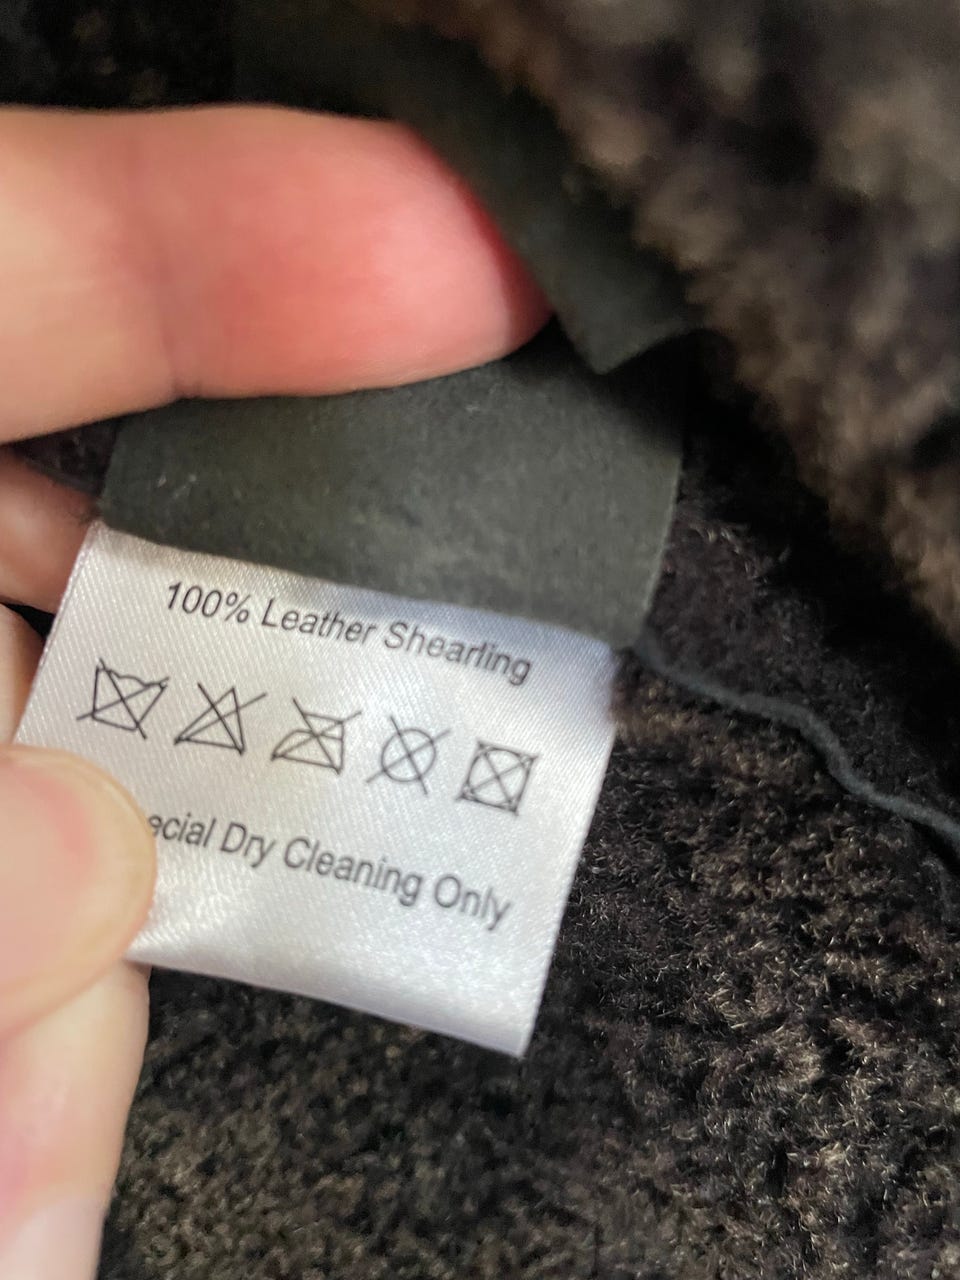 100% Leather Shearling
ecial Dry Cleaning Only